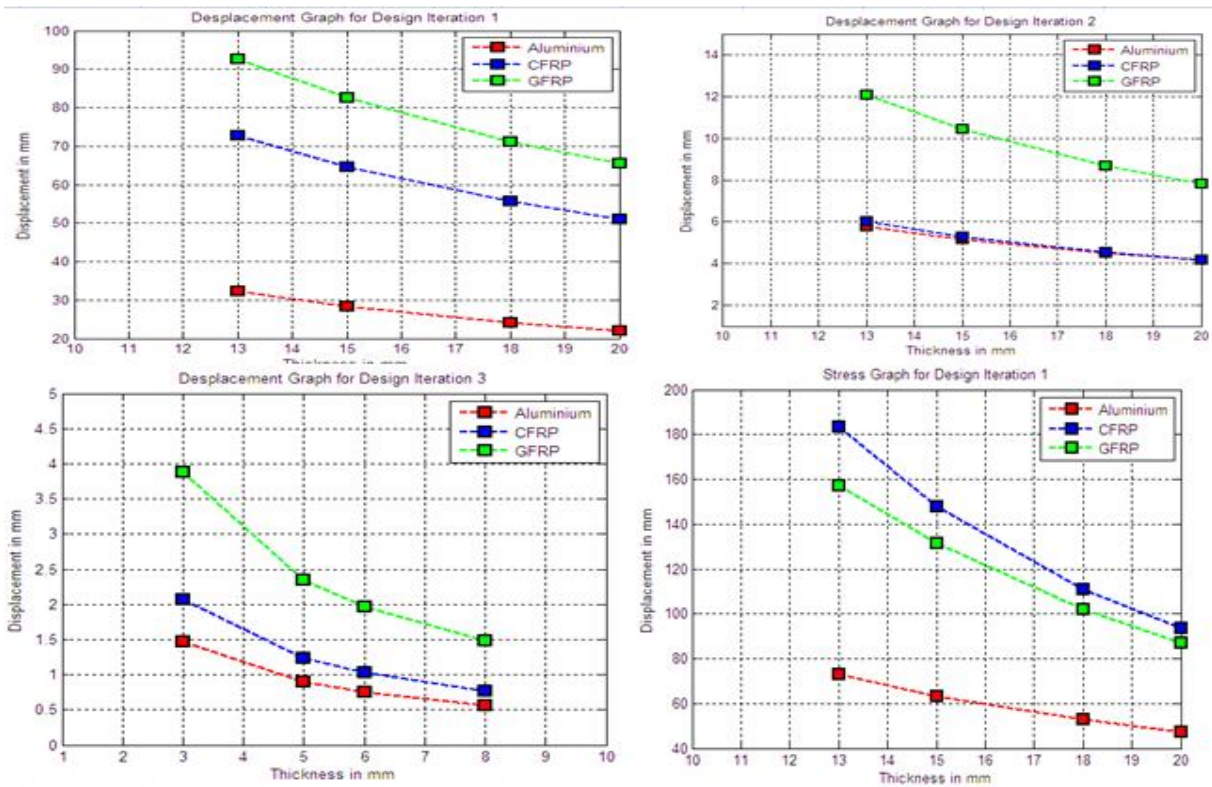 Desplacement Graph for Design Iteration 1
100
90
80
70
60
50
40
30
20
Displacement in mm
Aluminium
CFRP
GFRP
10 11 12 13 14 15 16 17 18 19 20
Thickness in mm
Desplacement Graph for Design Iteration 2
14
12
10
8
6
4
2
Displacement in mm
Aluminium
CFRP
GFRP
10 11 12 13 14 15 16 17 18 19 20
Thickness in mm
Desplacement Graph for Design Iteration 3
5
4.5
4
3.5
3
2.5
2
1.5
1
0.5
0
Displacement in mm
Aluminium
CFRP
GFRP
1 2 3 4 5 6 7 8 9 10
Thickness in mm
Stress Graph for Design Iteration 1
200
180
160
140
120
100
80
60
40
Displacement in mm
Aluminium
CFRP
GFRP
10 11 12 13 14 15 16 17 18 19 20
Thickness in mm